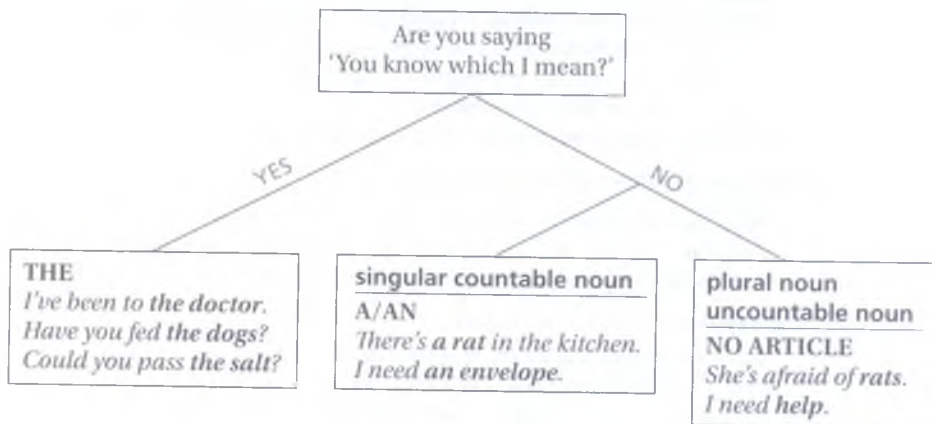 Are you saying
'You know which I mean?'
YES
NO
THE
I've been to the doctor.
Have you fed the dogs?
Could you pass the salt?
singular countable noun
A/AN
There's a rat in the kitchen.
I need an envelope.
plural noun
uncountable noun
NO ARTICLE
She's afraid of rats.
I need help.